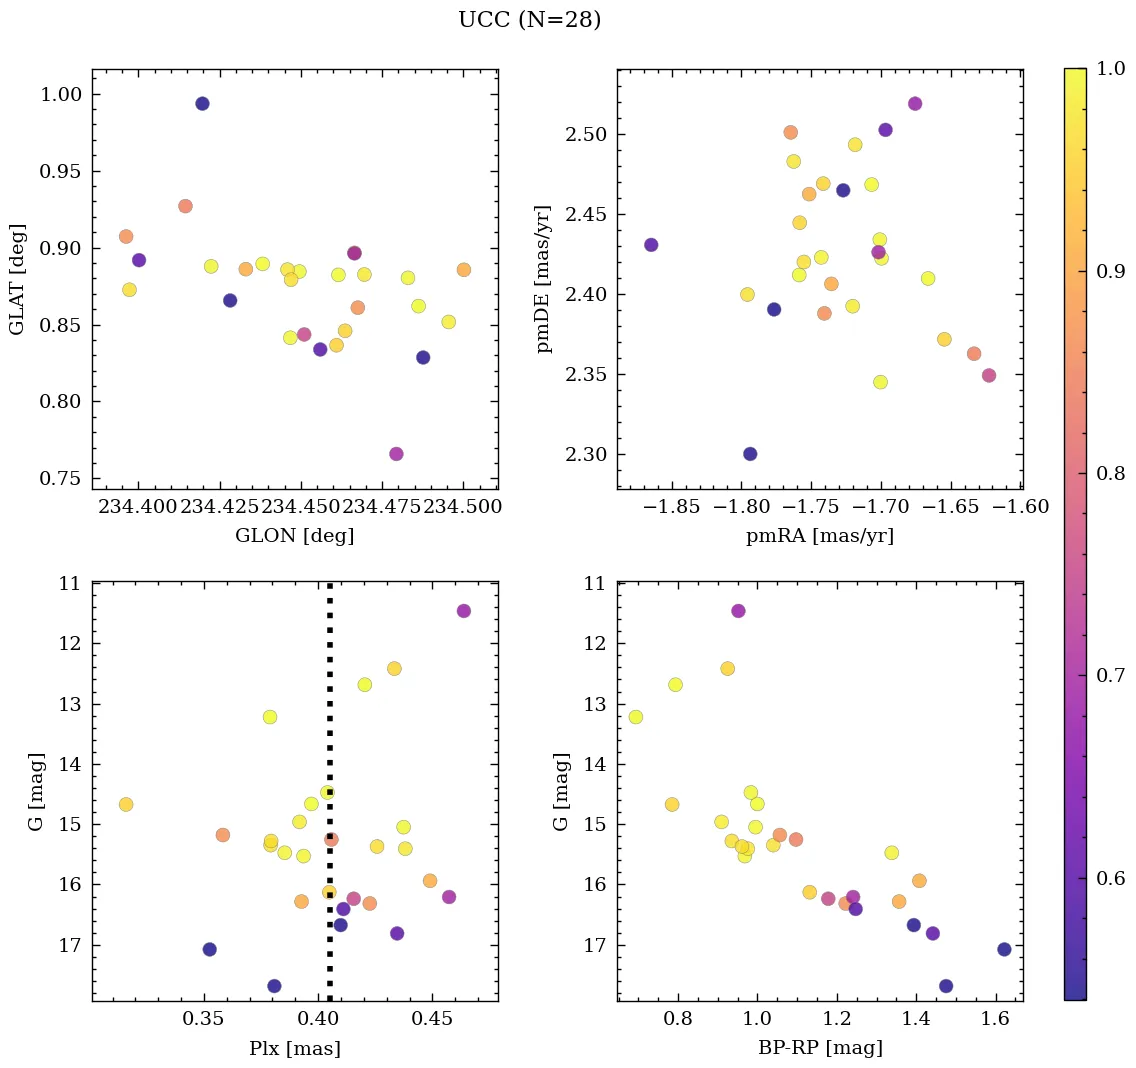 UCC (N=28)
1.00
0.95
0.90
0.85
0.80
0.75
GLAT [deg]
234.400 234.425 234.450 234.475 234.500
GLON [deg]
2.50
2.45
2.40
2.35
2.30
pmDE [mas/yr]
−1.85 −1.80 −1.75 −1.70 −1.65 −1.60
pmRA [mas/yr]
1.0
0.9
0.8
0.7
0.6
11
12
13
14
15
16
17
G [mag]
0.35 0.40 0.45
Plx [mas]
11
12
13
14
15
16
17
G [mag]
0.8 1.0 1.2 1.4 1.6
BP-RP [mag]